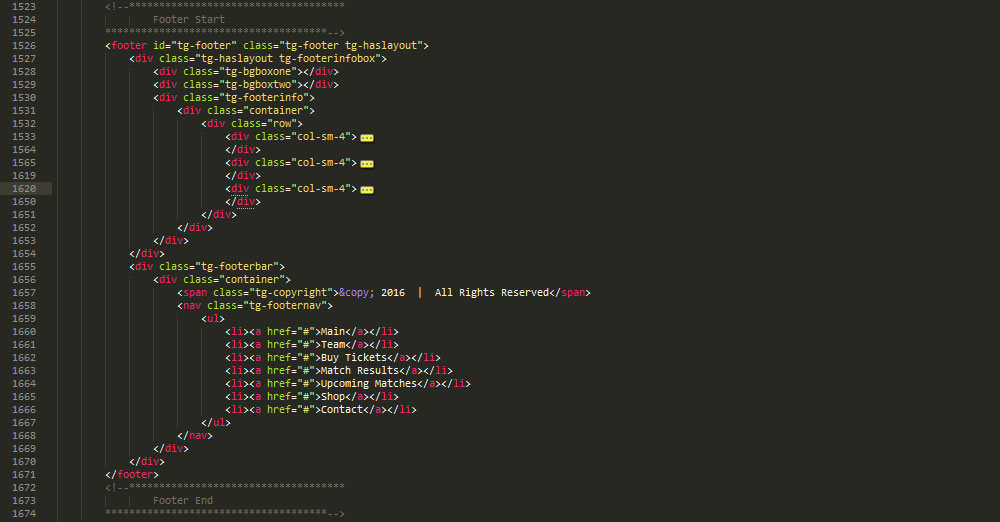 1523 <!--************************************
1524 Footer Start
1525 *************************************-->
1526 <footer id="tg-footer" class="tg-footer tg-haslayout">
1527 <div class="tg-haslayout tg-footerinfobox">
1528 <div class="tg-bgboxone"></div>
1529 <div class="tg-bgboxtwo"></div>
1530 <div class="tg-footerinfo">
1531 <div class="container">
1532 <div class="row">
1533 <div class="col-sm-4">
1564 </div>
1565 <div class="col-sm-4">
1619 </div>
1620 <div class="col-sm-4">
1650 </div>
1651 </div>
1652 </div>
1653 </div>
1654 </div>
1655 <div class="tg-footerbar">
1656 <div class="container">
1657 <span class="tg-copyright">&copy; 2016 | All Rights Reserved</span>
1658 <nav class="tg-footernav">
1659 <ul>
1660 <li><a href="#">Main</a></li>
1661 <li><a href="#">Team</a></li>
1662 <li><a href="#">Buy Tickets</a></li>
1663 <li><a href="#">Match Results</a></li>
1664 <li><a href="#">Upcoming Matches</a></li>
1665 <li><a href="#">Shop</a></li>
1666 <li><a href="#">Contact</a></li>
1667 </ul>
1668 </nav>
1669 </div>
1670 </div>
1671 </footer>
1672 <!--************************************
1673 Footer End
1674 *************************************-->